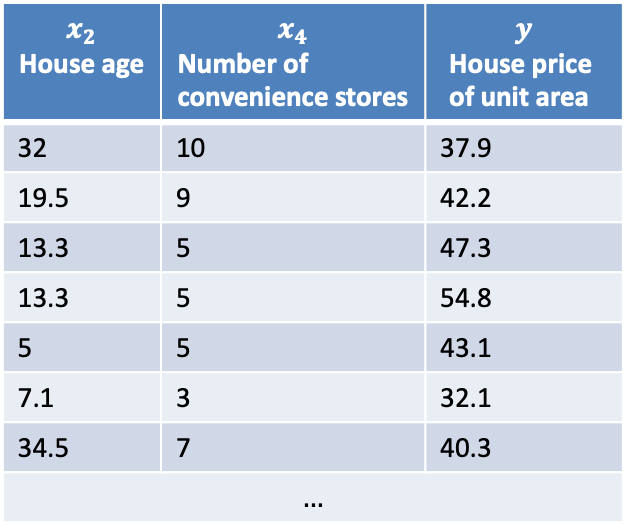 x₂ x₄ y
House age Number of convenience stores House price of unit area
32 10 37.9
19.5 9 42.2
13.3 5 47.3
13.3 5 54.8
5 5 43.1
7.1 3 32.1
34.5 7 40.3
...